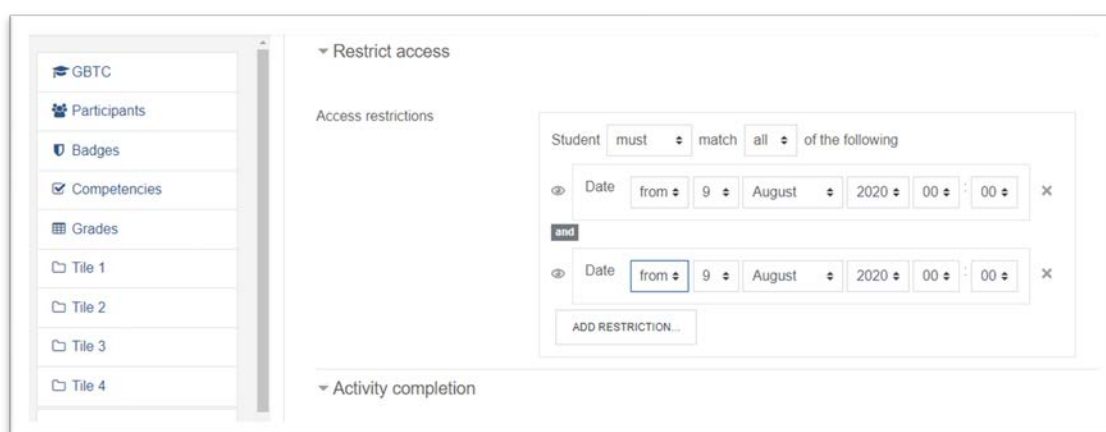 GBTC
Participants
Badges
Competencies
Grades
Tile 1
Tile 2
Tile 3
Tile 4
Restrict access
Access restrictions
Student must match all of the following
Date from 9 August 2020 00 : 00
and
Date from 9 August 2020 00 : 00
ADD RESTRICTION...
Activity completion